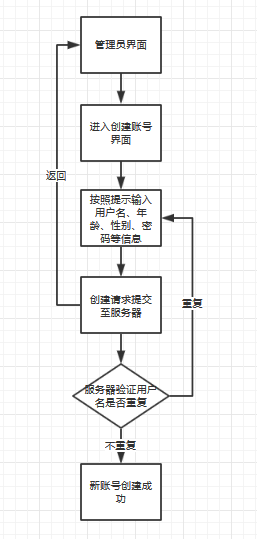 管理员界面
进入创建账号
界面
返回
按照提示输入
用户名、年
龄、性别、密
码等信息
创建请求提交
至服务器
重复
服务器验证用户
名是否重复
不重复
新账号创建成
功